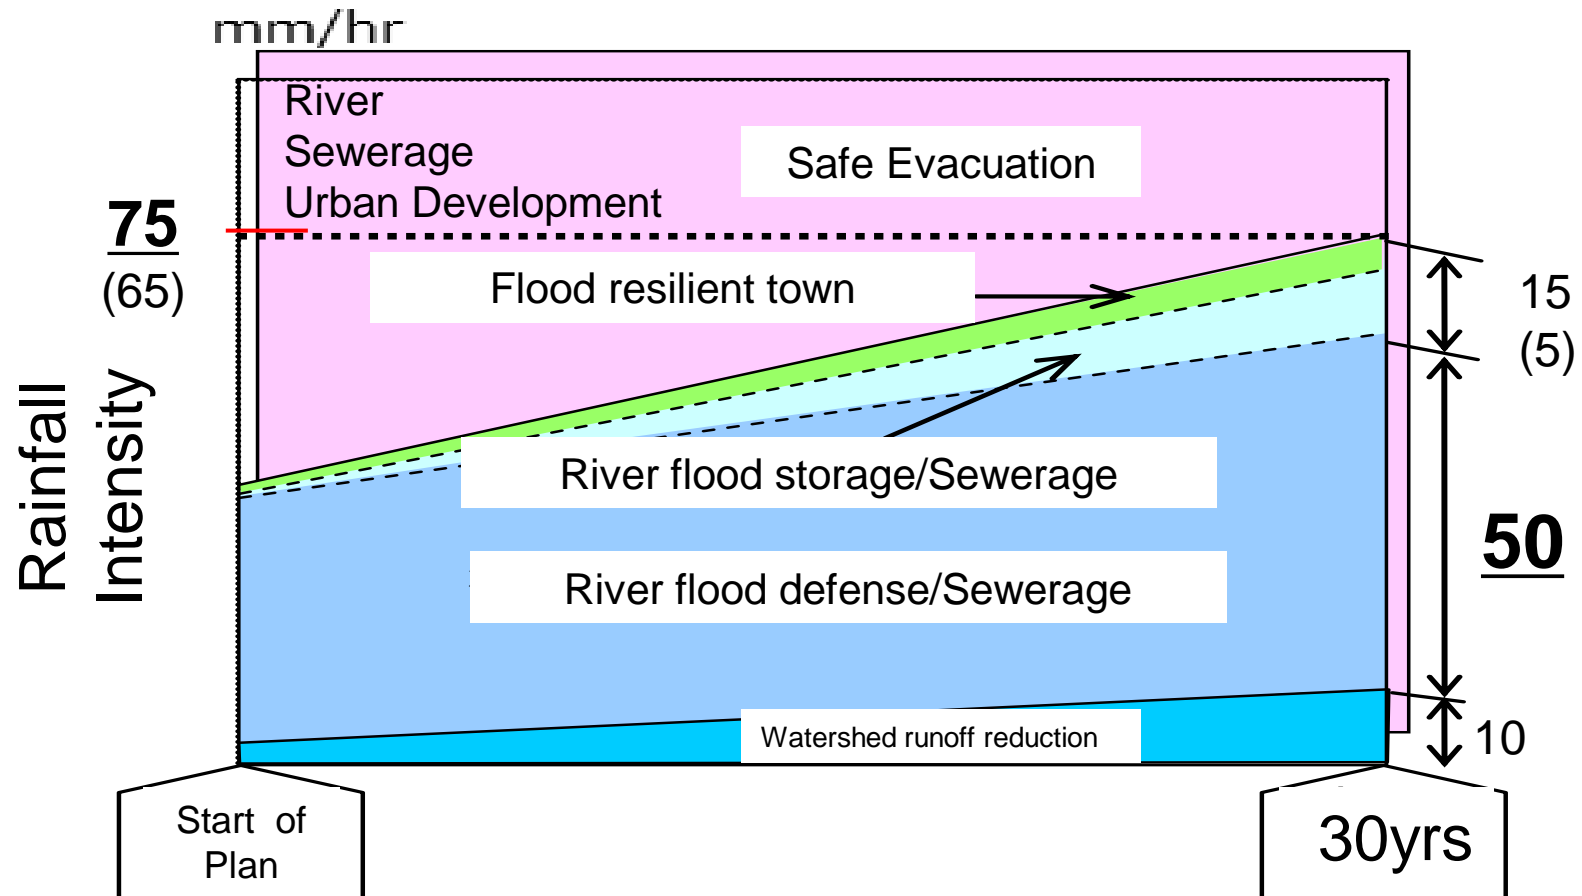 mm/hr
River
Sewerage
Urban Development
Safe Evacuation
75
(65)
Flood resilient town
15
(5)
Rainfall
Intensity
River flood storage/Sewerage
50
River flood defense/Sewerage
Watershed runoff reduction
10
Start of
Plan
30yrs